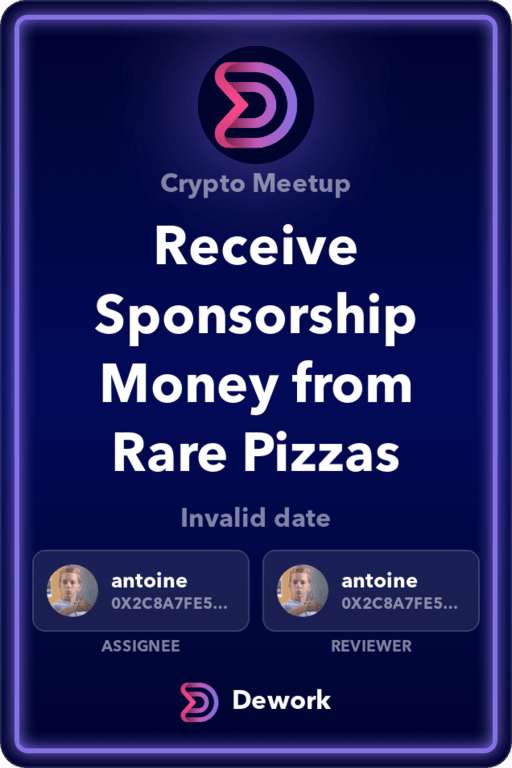 Crypto Meetup
Receive
Sponsorship
Money from
Rare Pizzas
Invalid date
antoine
0X2C8A7FE5...
ASSIGNEE
antoine
0X2C8A7FE5...
REVIEWER
Dework